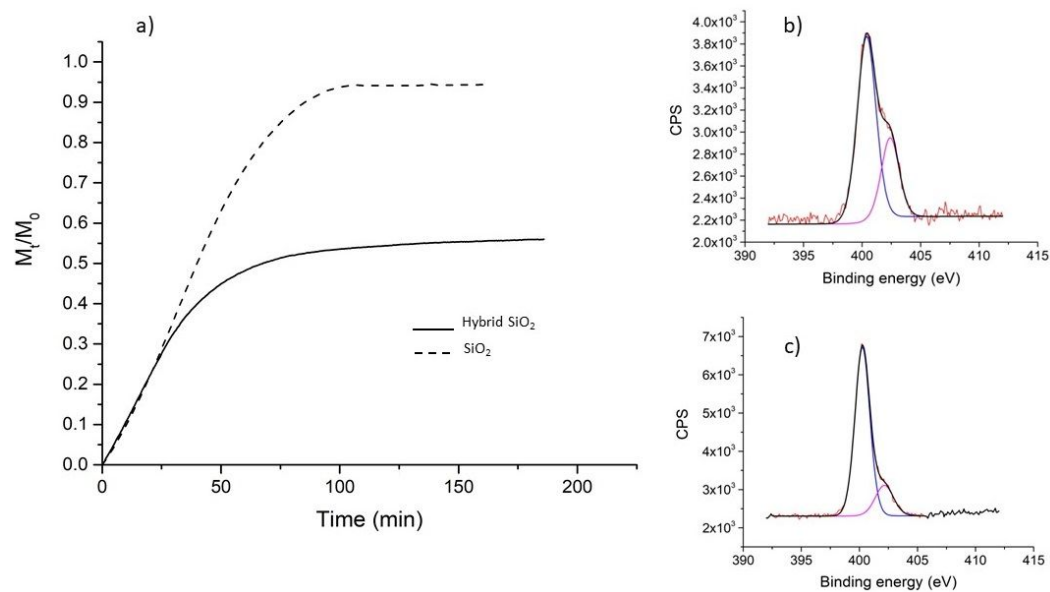 a)
1.0
0.9
0.8
0.7
0.6
0.5
0.4
0.3
0.2
0.1
0.0
Mt/M0
0 50 100 150 200
Time (min)
Hybrid SiO2
SiO2
b)
4.0x10³
3.8x10³
3.6x10³
3.4x10³
3.2x10³
3.0x10³
2.8x10³
2.6x10³
2.4x10³
2.2x10³
2.0x10³
CPS
390 395 400 405 410 415
Binding energy (eV)
c)
7x10³
6x10³
5x10³
4x10³
3x10³
2x10³
CPS
390 395 400 405 410 415
Binding energy (eV)